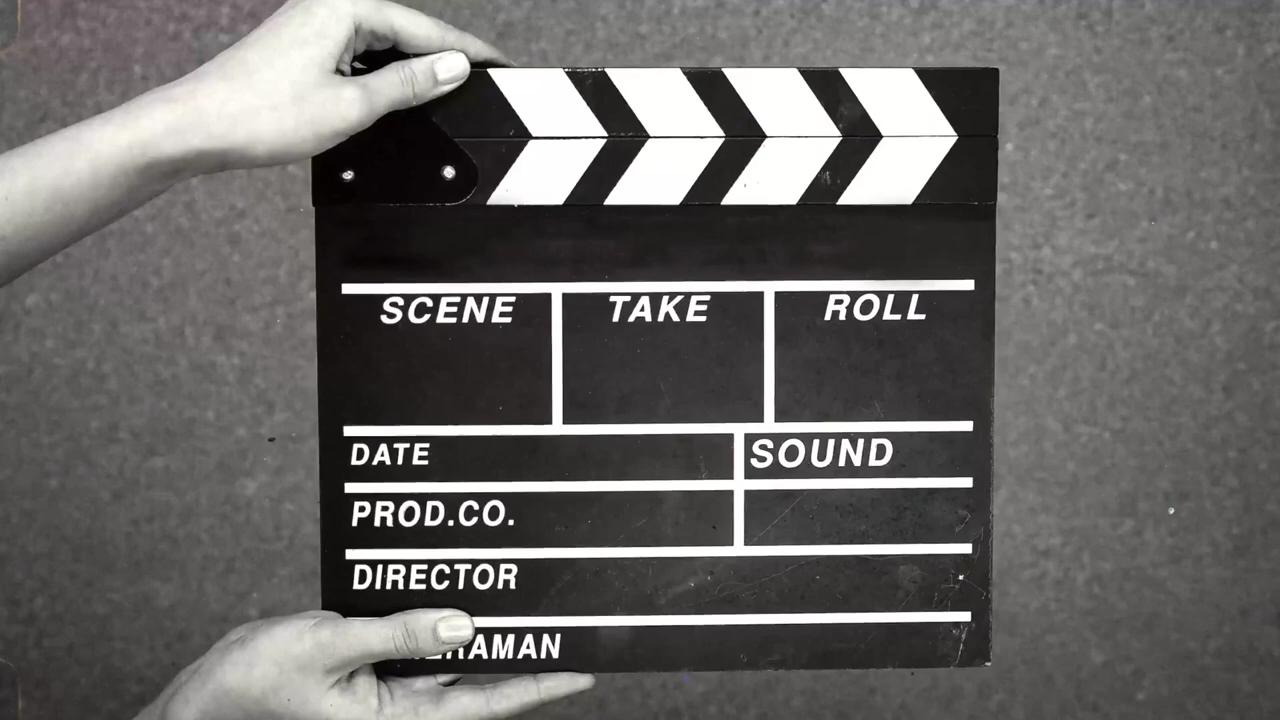 SCENE TAKE ROLL
DATE SOUND
PROD.CO.
DIRECTOR